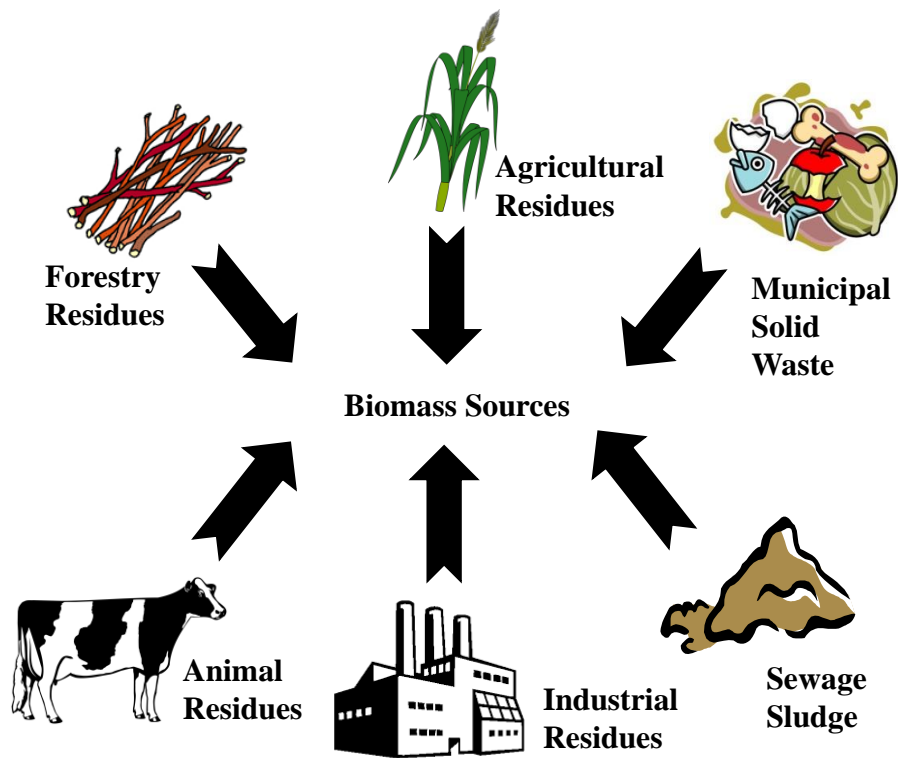 Agricultural
Residues
Forestry
Residues
Municipal
Solid
Waste
Biomass Sources
Animal
Residues
Industrial
Residues
Sewage
Sludge